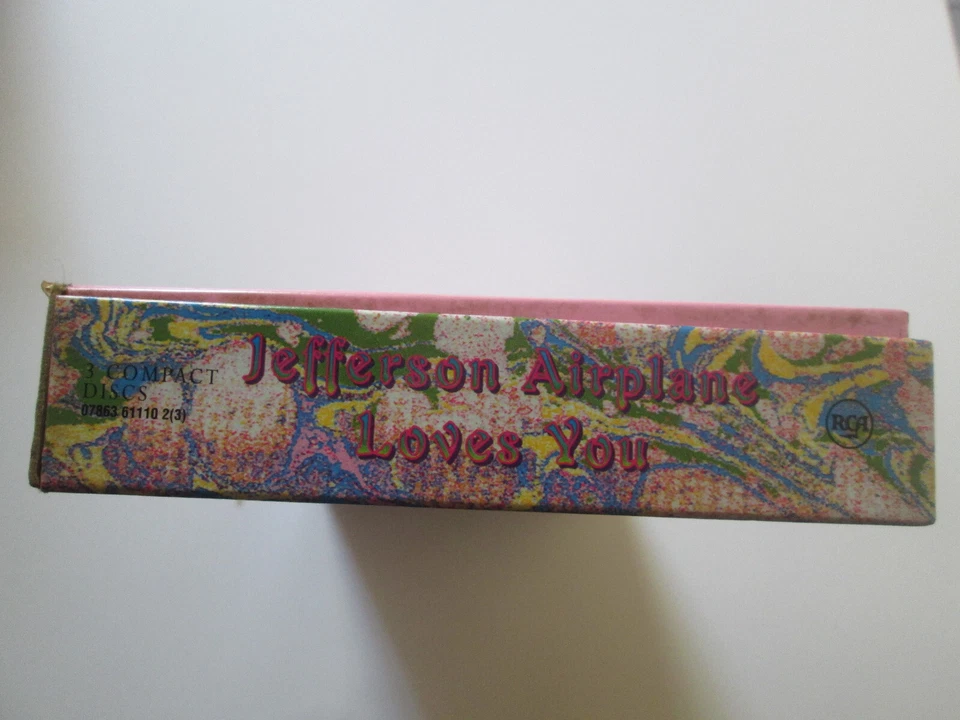 3 COMPACT
DISCS
07863 61110 2(3)
Jefferson Airplane
Loves You
RCA